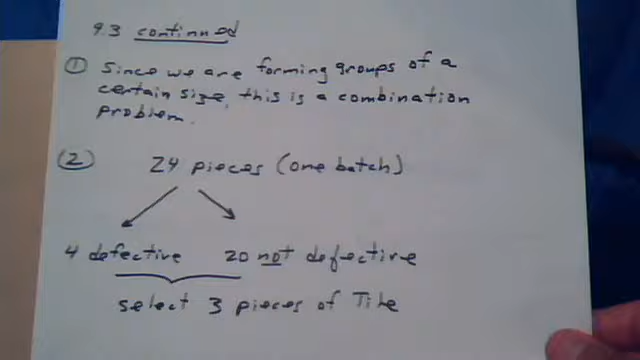 9.3 continued
① Since we are forming groups of a
certain size, this is a combination
problem.
② 24 pieces (one batch)
4 defective 20 not defective
select 3 pieces of Tile